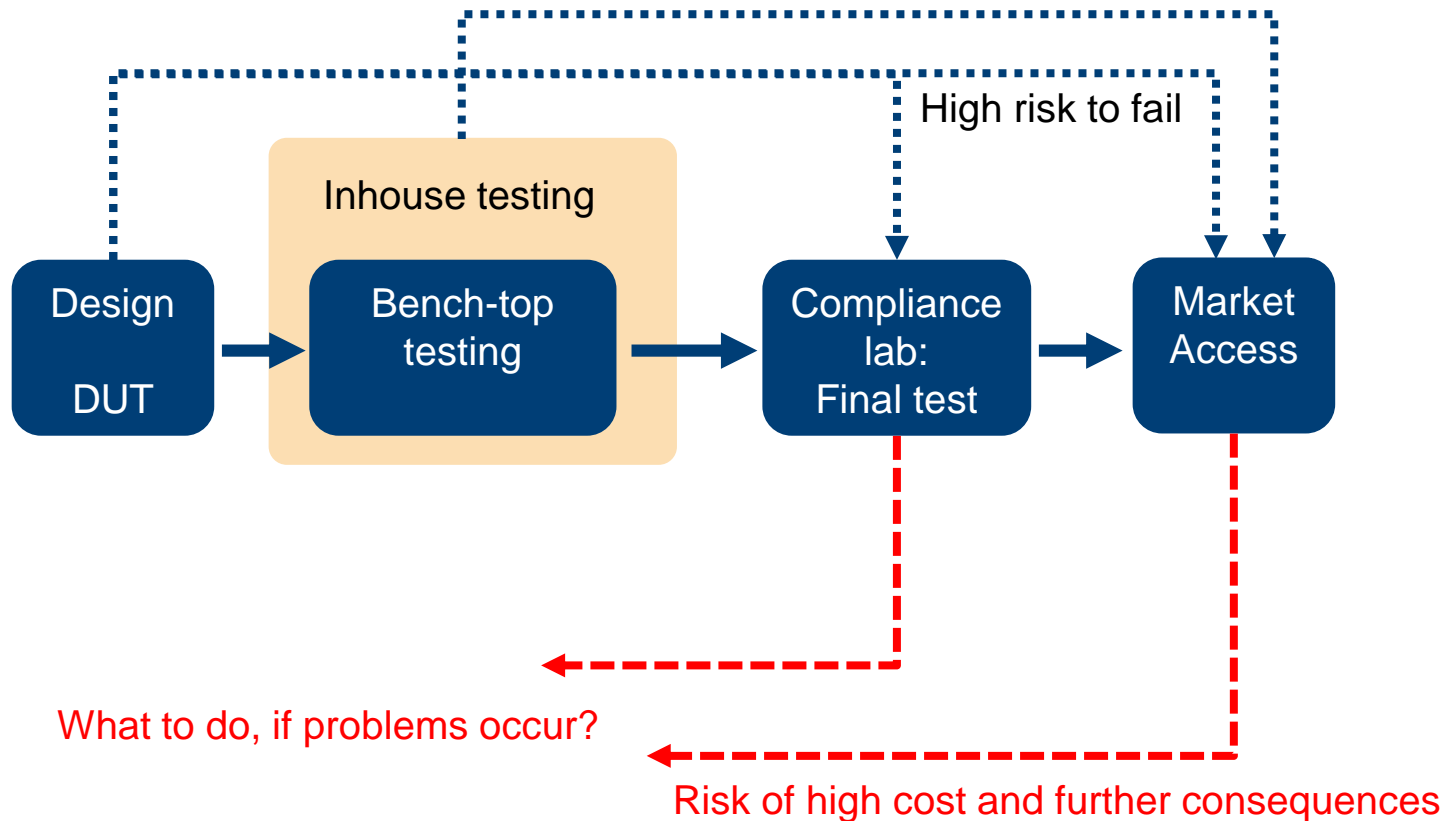 High risk to fail
Inhouse testing
Design
DUT
Bench-top
testing
Compliance
lab:
Final test
Market
Access
What to do, if problems occur?
Risk of high cost and further consequences